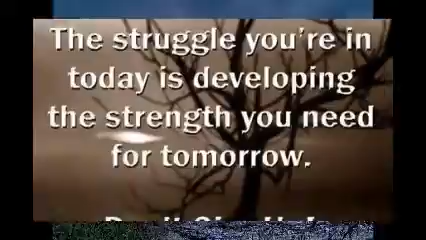 The struggle you're in
today is developing
the strength you need
for tomorrow.